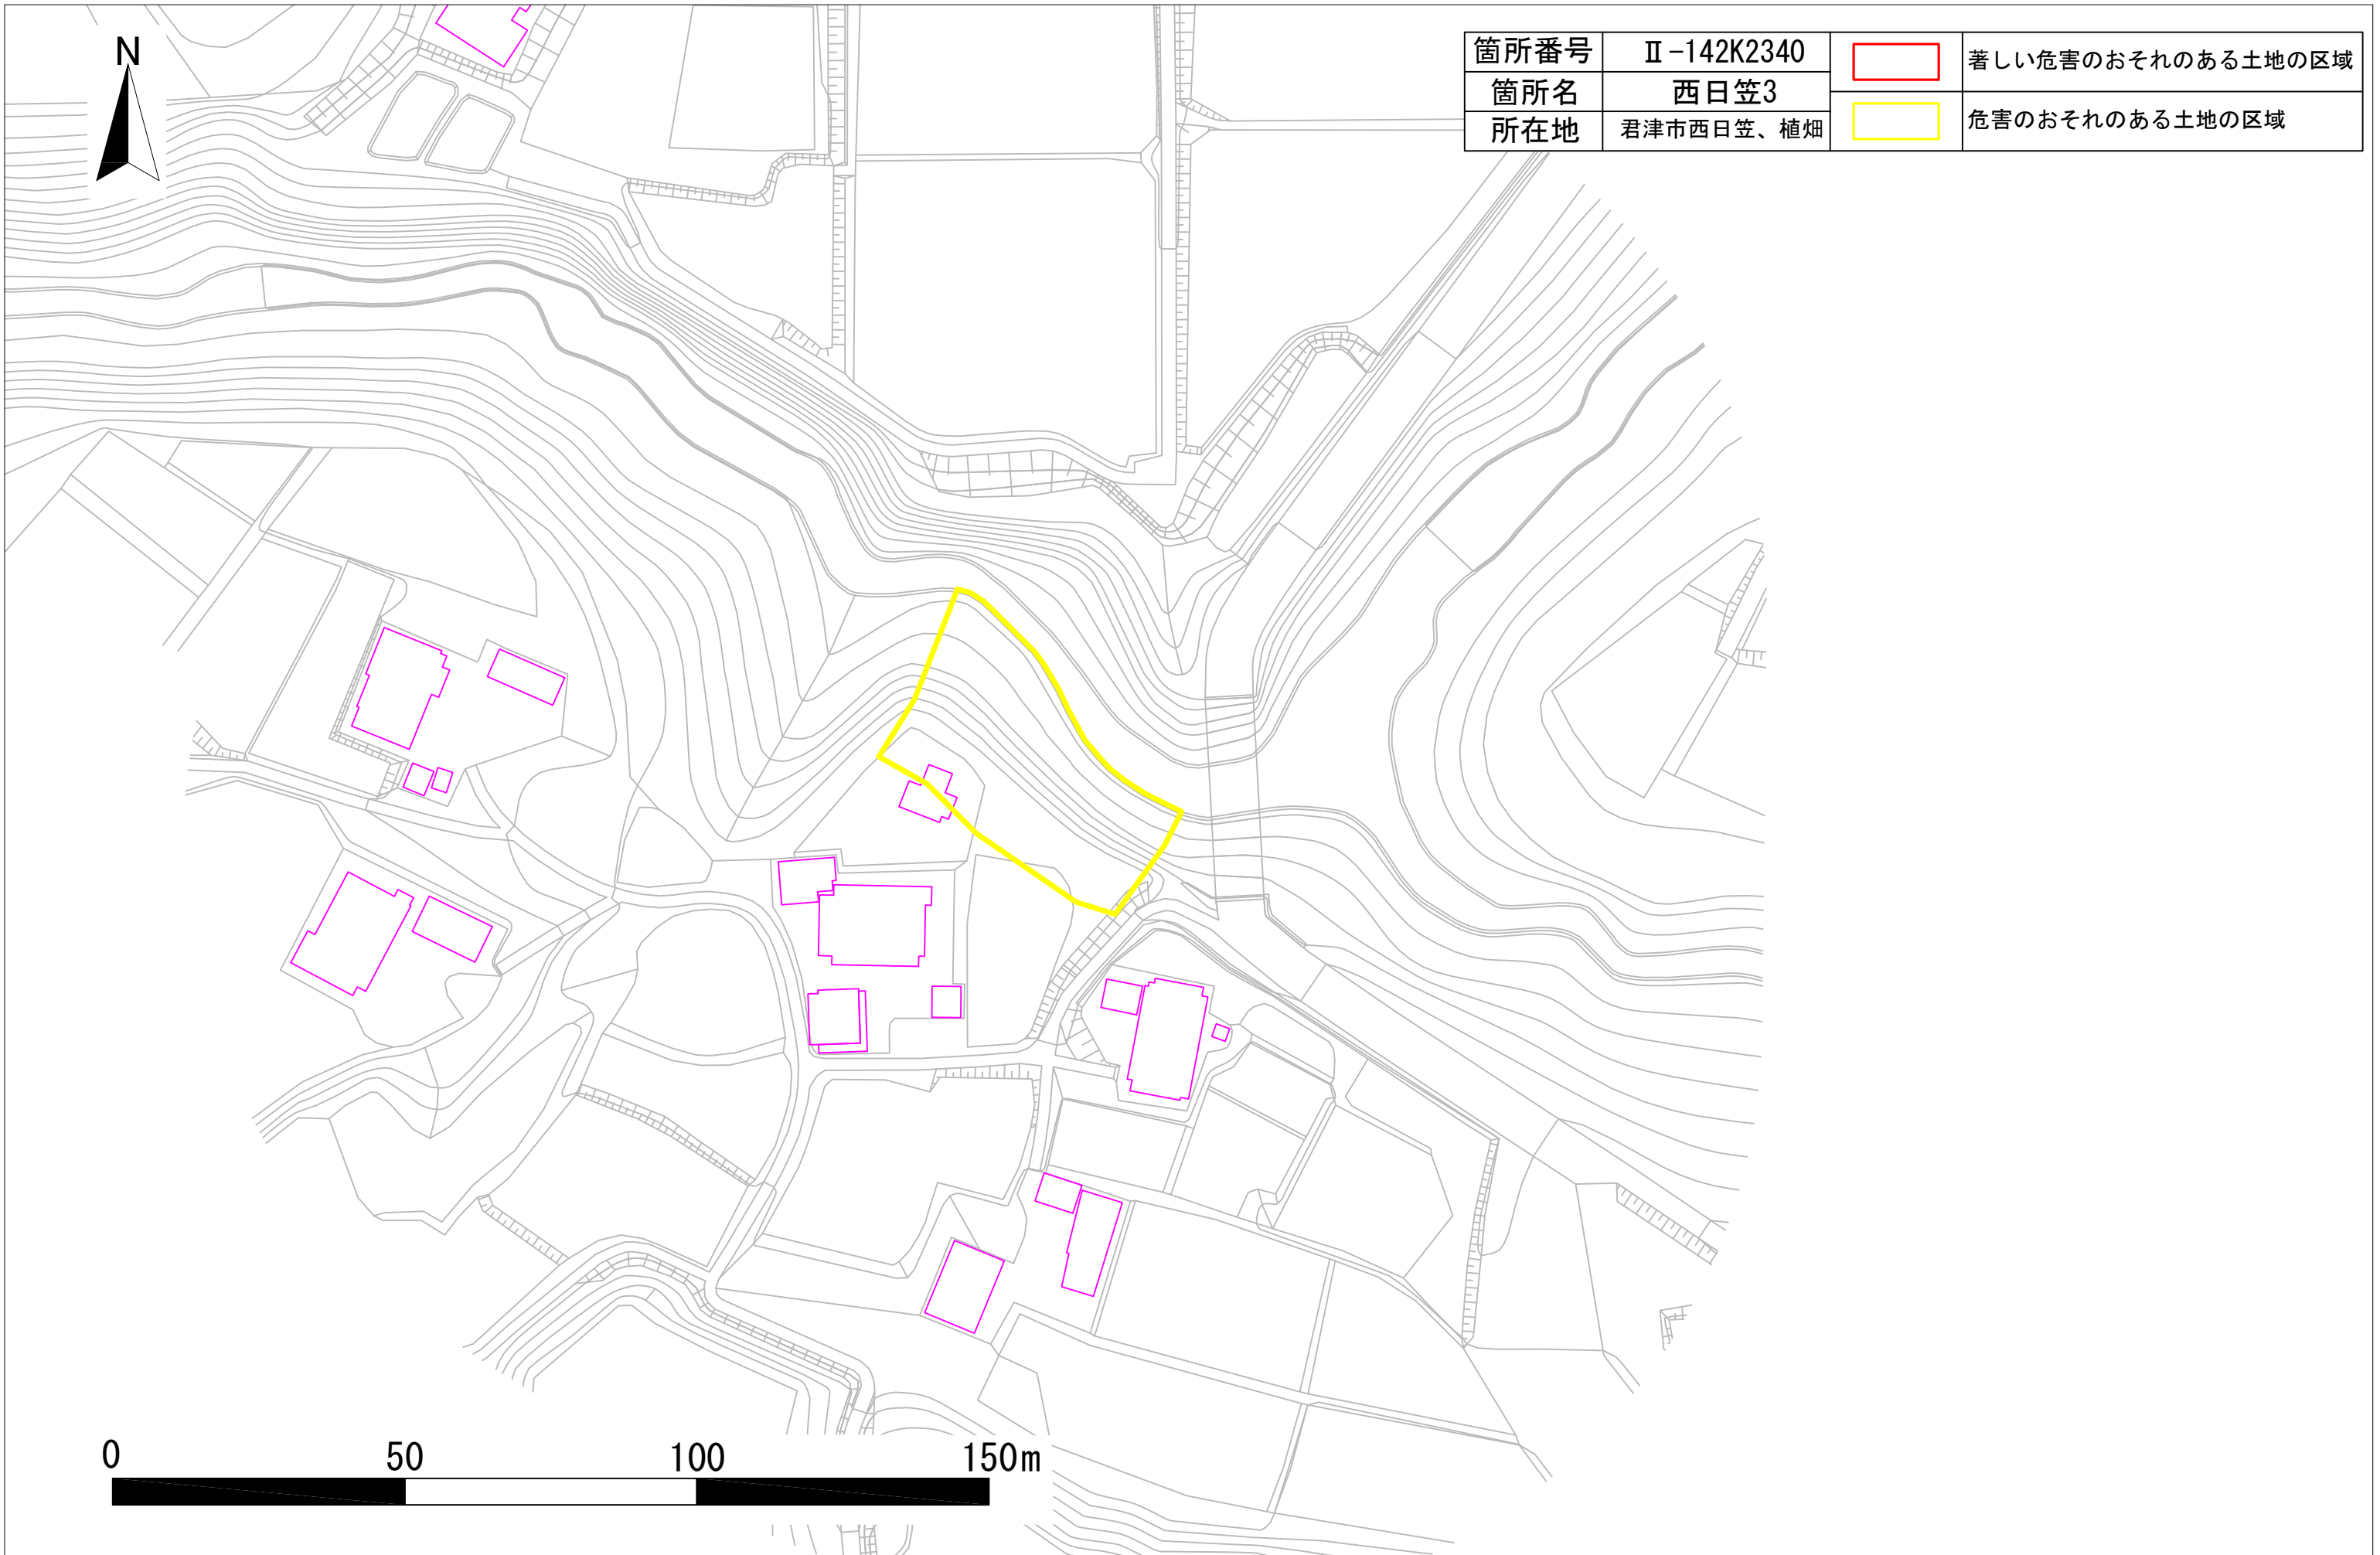 N
箇所番号 Ⅱ-142K2340 著しい危害のおそれのある土地の区域
箇所名 西日笠3
所在地 君津市西日笠、植畑 危害のおそれのある土地の区域
0 50 100 150m